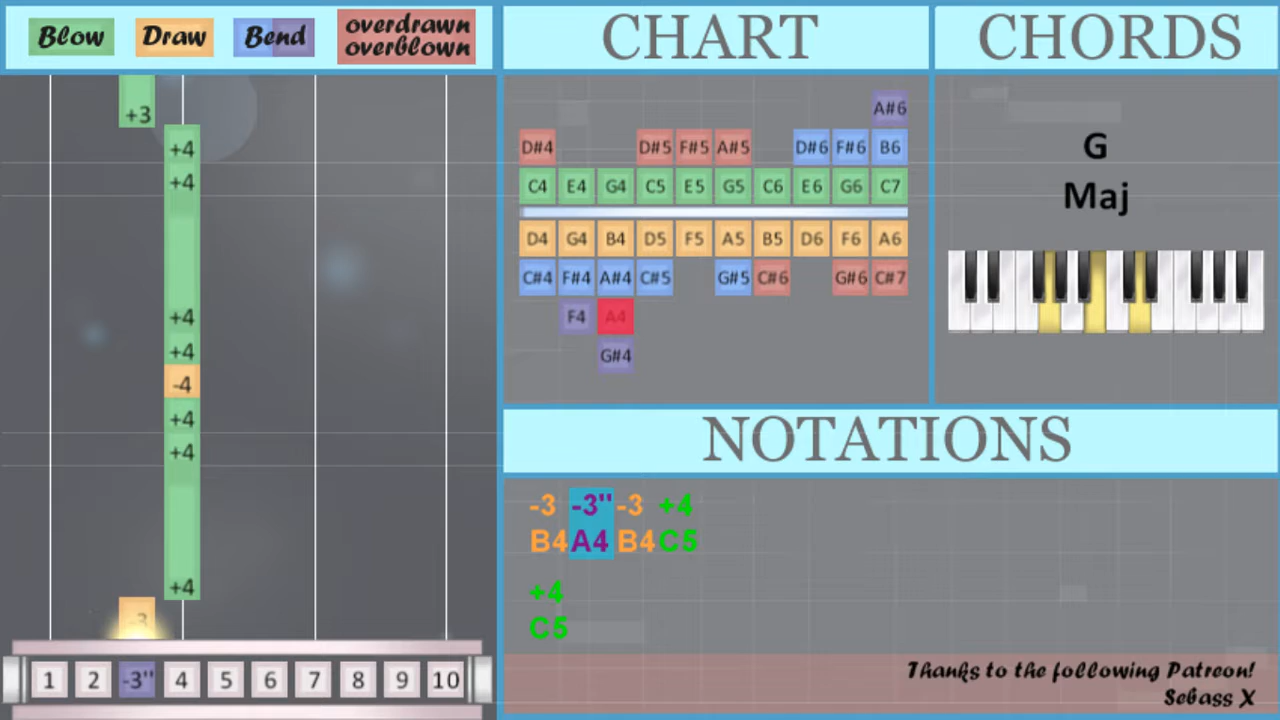 Blow Draw Bend overdrawn
overblown
CHART
CHORDS
+3
+4
+4
+4
+4
-4
+4
+4
+4
-3
1 2 -3" 4 5 6 7 8 9 10
A#6
D#4 D#5 F#5 A#5 D#6 F#6 B6
C4 E4 G4 C5 E5 G5 C6 E6 G6 C7
D4 G4 B4 D5 F5 A5 B5 D6 F6 A6
C#4 F#4 A#4 C#5 G#5 C#6 G#6 C#7
F4 A4
G#4
G
Maj
NOTATIONS
-3 -3" -3 +4
B4 A4 B4 C5
+4
C5
Thanks to the following Patreon!
Sebass X